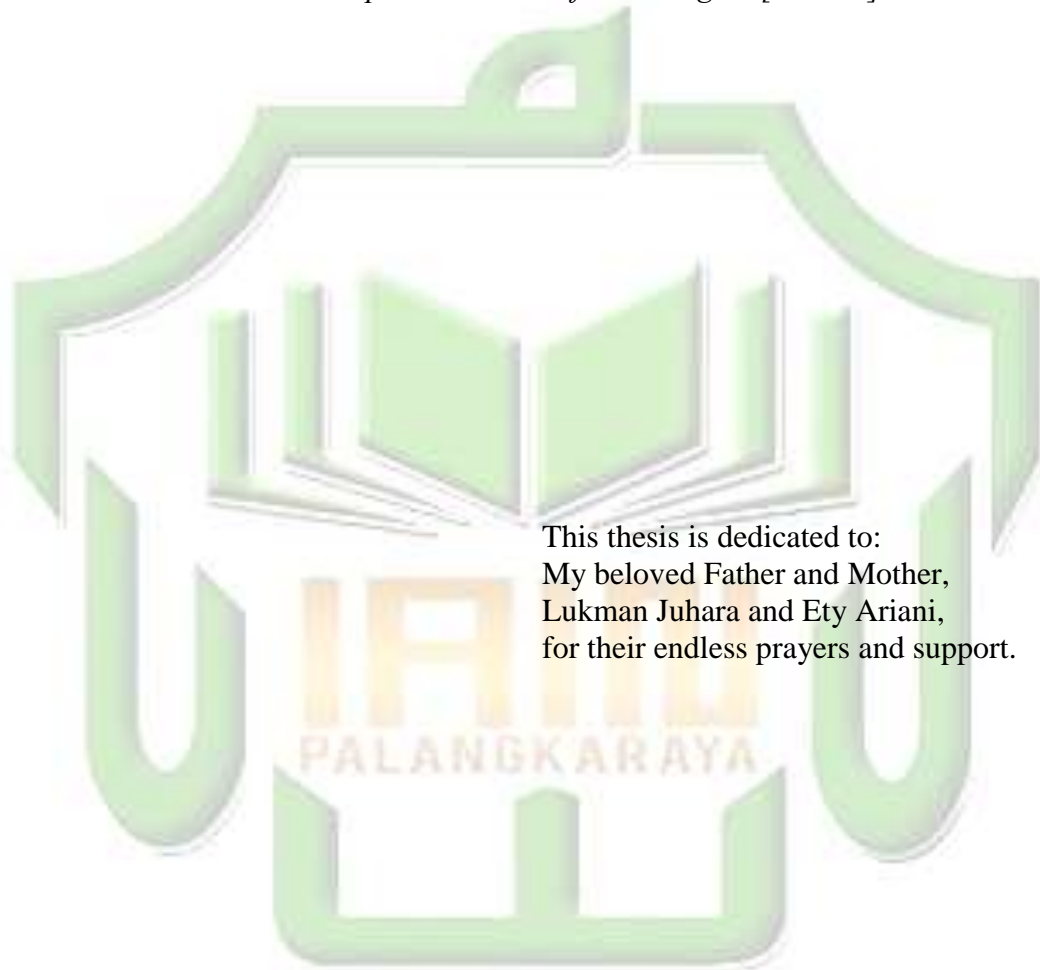 This thesis is dedicated to:
My beloved Father and Mother,
Lukman Juhara and Ety Ariani,
for their endless prayers and support.
IAIN
PALANGKARAYA